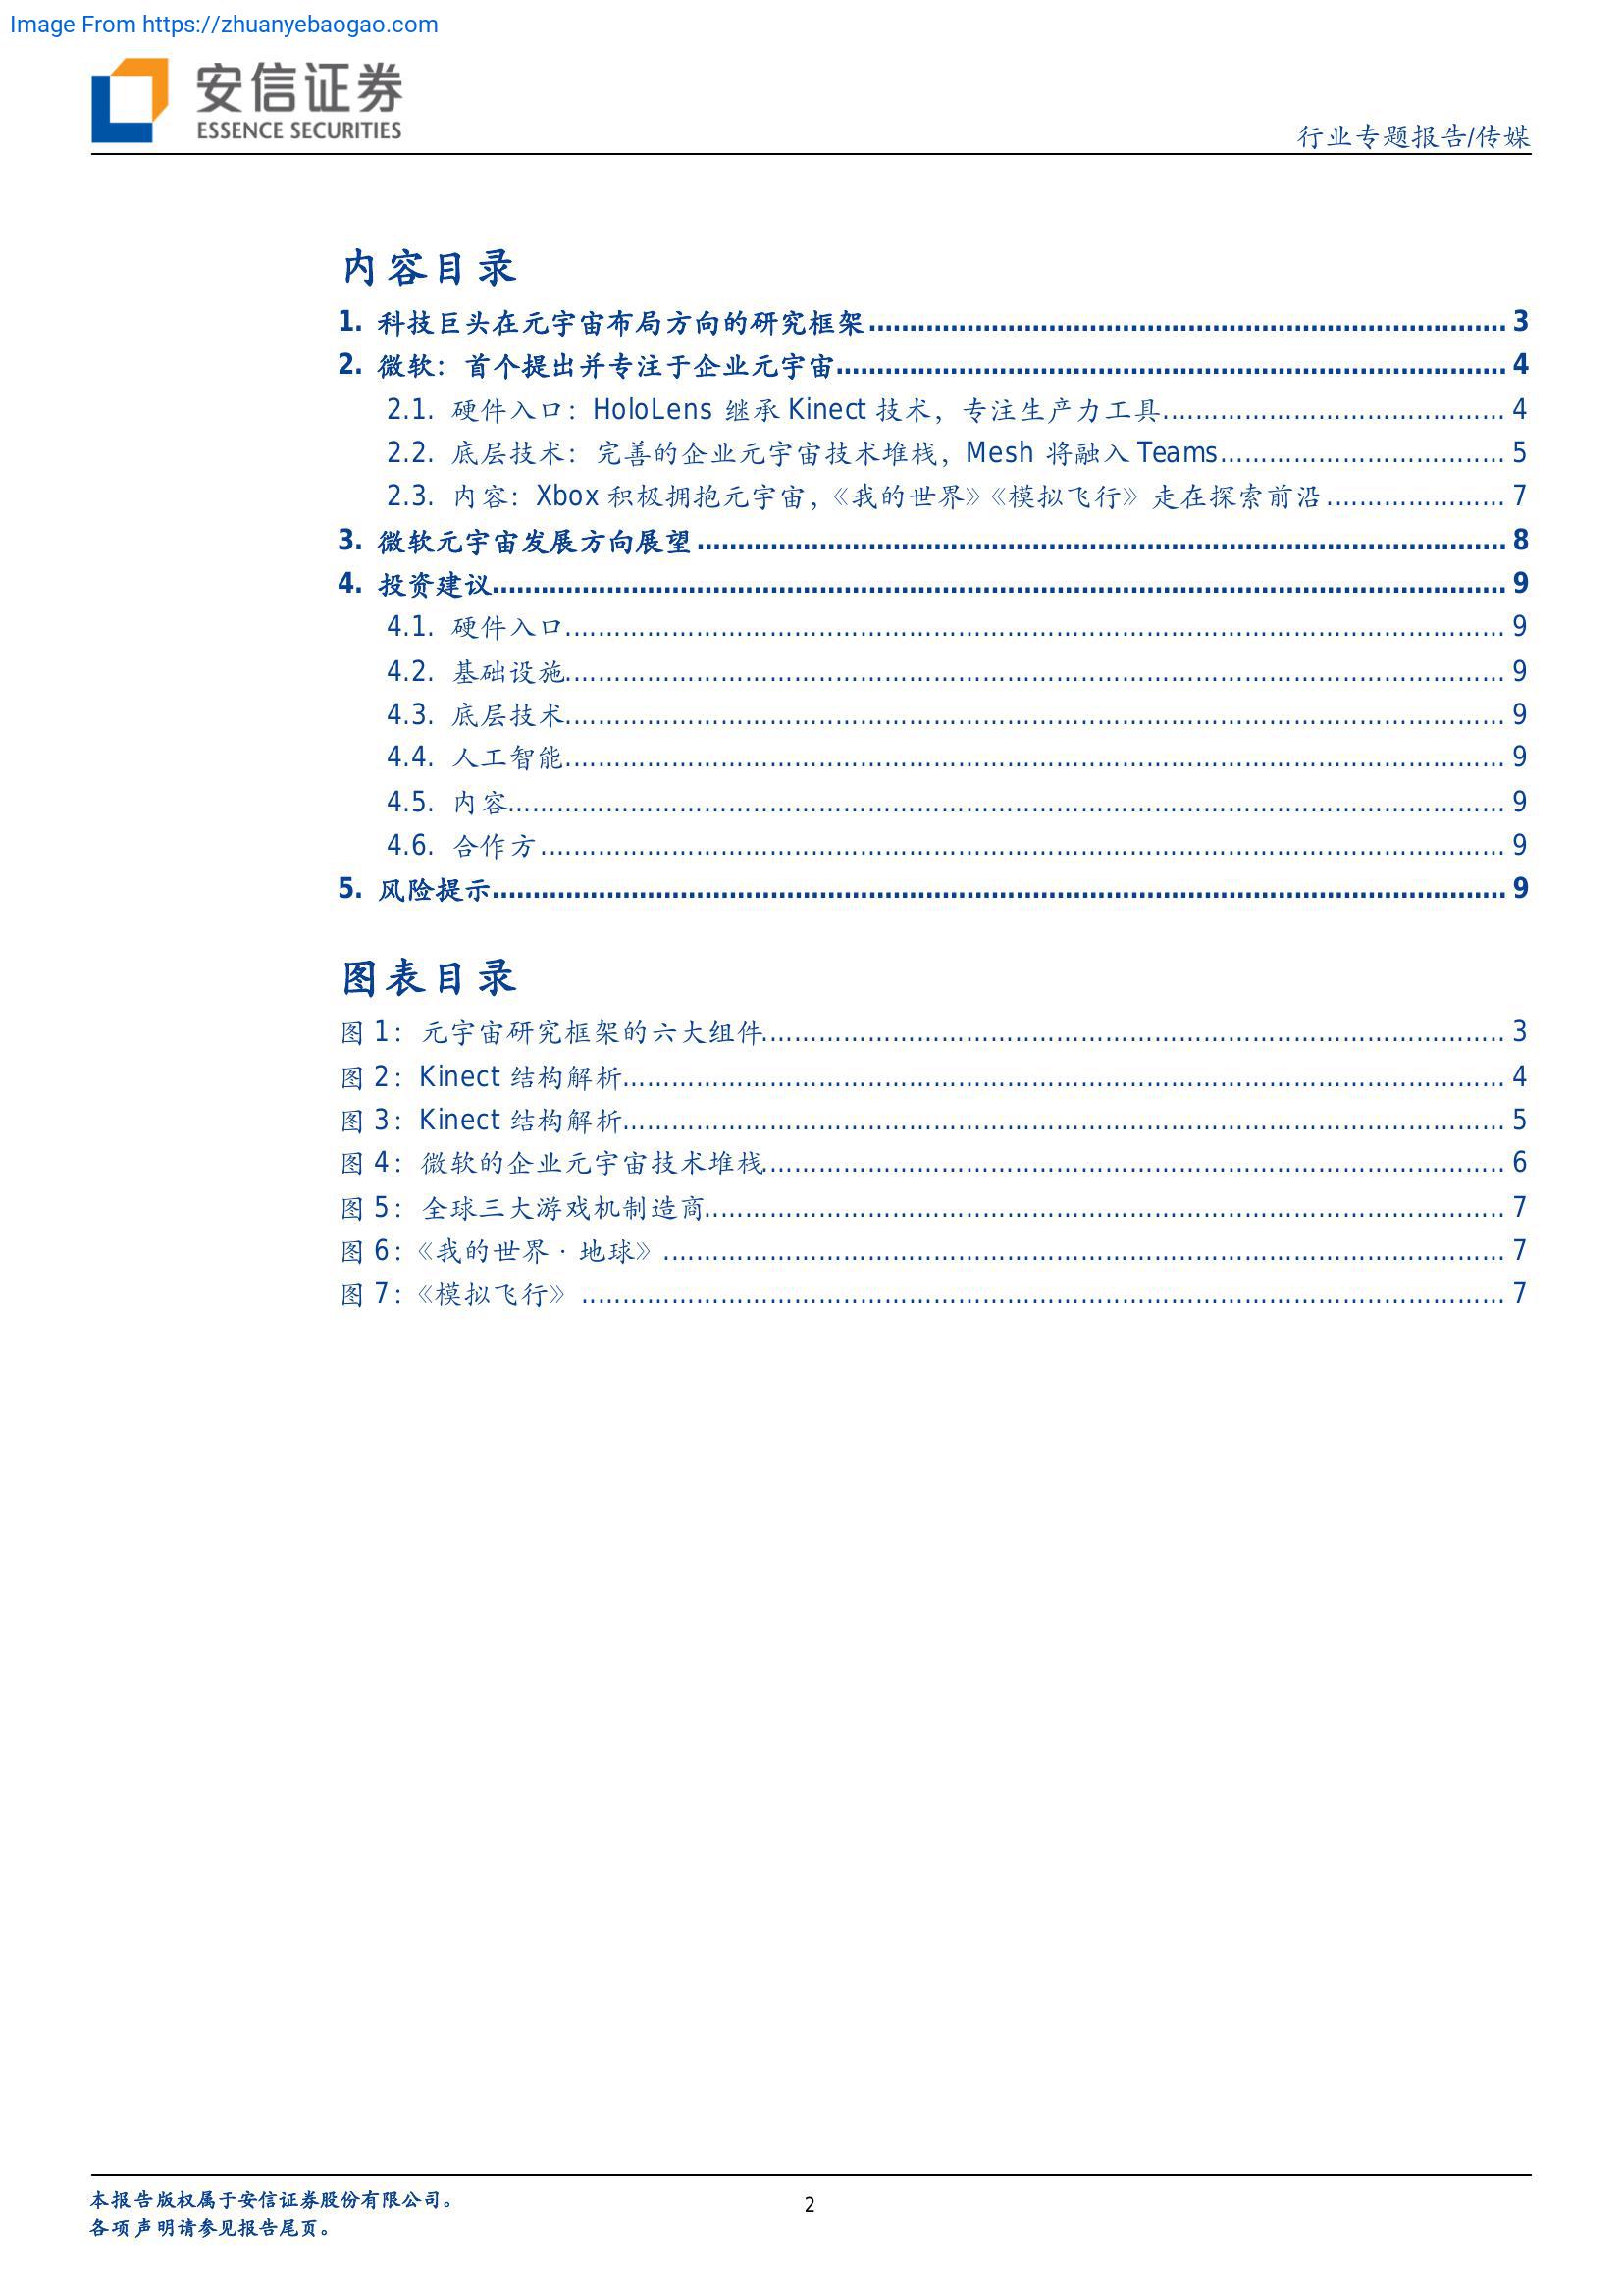 Image From https://zhuanyebaogao.com
安信证券
ESSENCE SECURITIES
行业专题报告/传媒
内容目录
1. 科技巨头在元宇宙布局方向的研究框架 3
2. 微软：首个提出并专注于企业元宇宙 4
2.1. 硬件入口：HoloLens 继承 Kinect 技术，专注生产力工具 4
2.2. 底层技术：完善的企业元宇宙技术堆栈，Mesh 将融入 Teams 5
2.3. 内容：Xbox 积极拥抱元宇宙，《我的世界》《模拟飞行》走在探索前沿 7
3. 微软元宇宙发展方向展望 8
4. 投资建议 9
4.1. 硬件入口 9
4.2. 基础设施 9
4.3. 底层技术 9
4.4. 人工智能 9
4.5. 内容 9
4.6. 合作方 9
5. 风险提示 9
图表目录
图 1：元宇宙研究框架的六大组件 3
图 2：Kinect 结构解析 4
图 3：Kinect 结构解析 5
图 4：微软的企业元宇宙技术堆栈 6
图 5：全球三大游戏机制造商 7
图 6：《我的世界·地球》 7
图 7：《模拟飞行》 7
本报告版权属于安信证券股份有限公司。
2
各项声明请参见报告尾页。